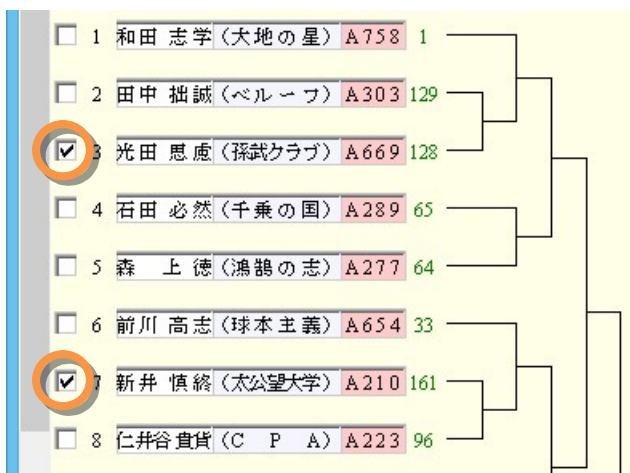 1 和田 志学 (大地の星) A758 1
2 田中 拙誠 (ベルーフ) A303 129
3 光田 思慮 (孫武クラブ) A669 128
4 石田 必然 (千乗の国) A289 65
5 森 上徳 (鴻鵠の志) A277 64
6 前川 高志 (球本主義) A654 33
7 新井 慎終 (太公望大学) A210 161
8 仁井谷貴貨 (C P A) A223 96